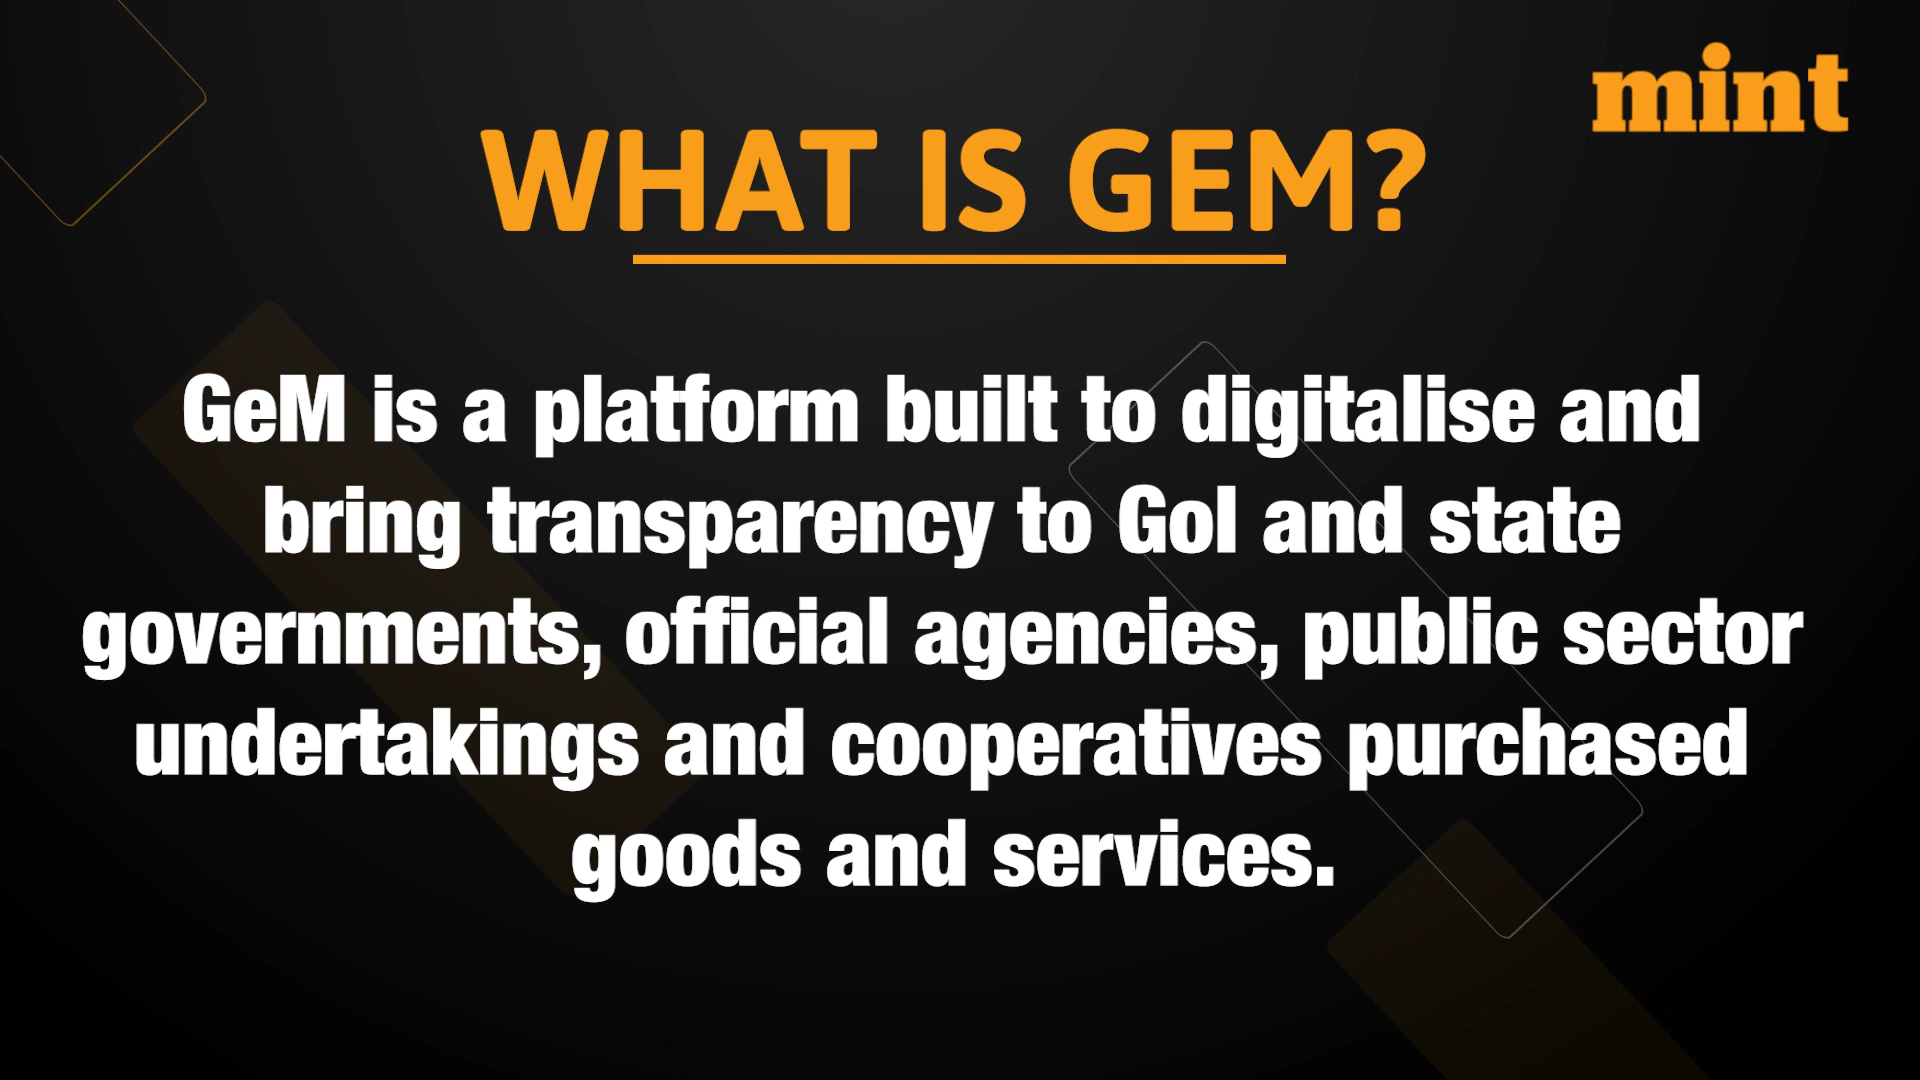 mint
WHAT IS GEM?
GeM is a platform built to digitalise and
bring transparency to GoI and state
governments, official agencies, public sector
undertakings and cooperatives purchased
goods and services.